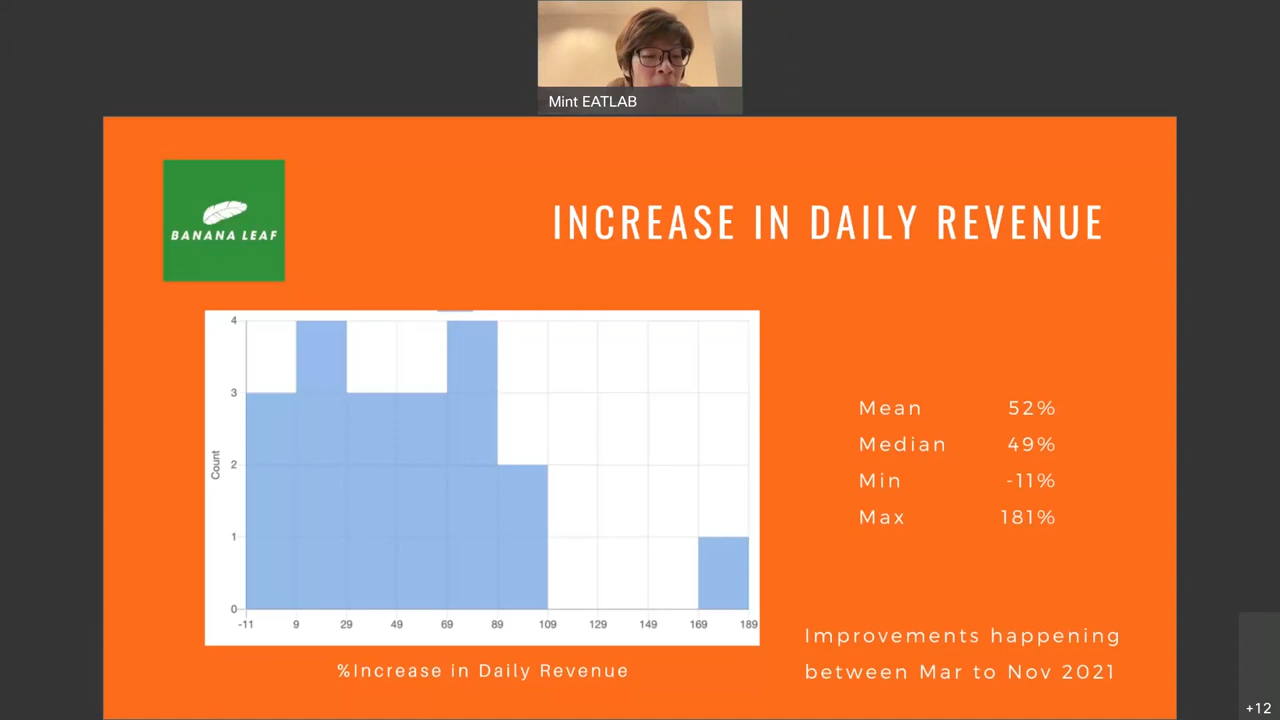 Mint EATLAB
BANANA LEAF
INCREASE IN DAILY REVENUE
4
3
2
1
0
Count
-11 9 29 49 69 89 109 129 149 169 189
%Increase in Daily Revenue
Mean 52%
Median 49%
Min -11%
Max 181%
Improvements happening
between Mar to Nov 2021
+12